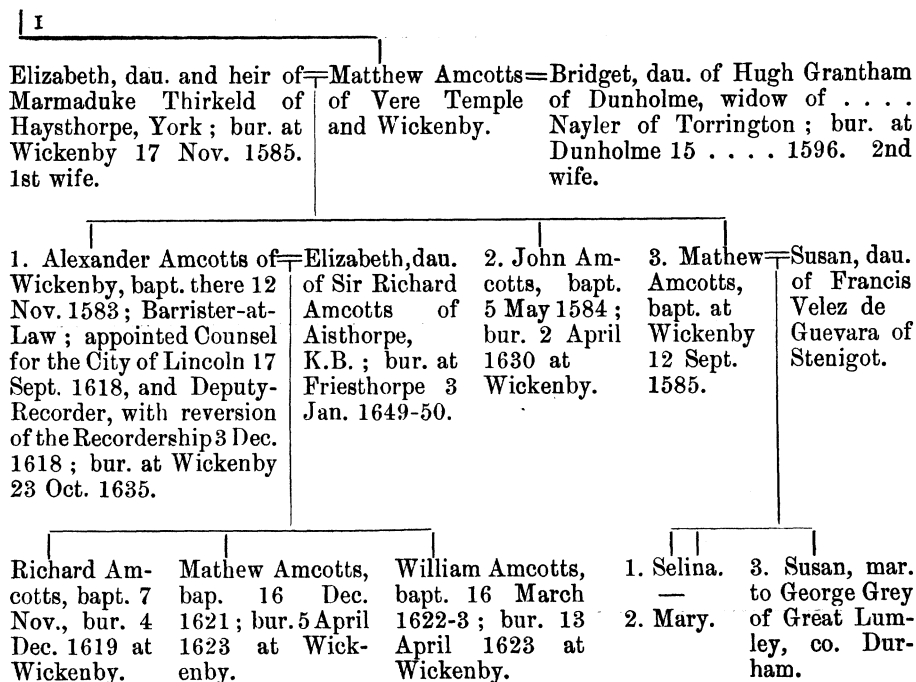 1
Elizabeth, dau. and heir of
Marmaduke Thirkeld of
Haysthorpe, York ; bur. at
Wickenby 17 Nov. 1585.
1st wife.
Matthew Amcotts
of Vere Temple
and Wickenby.
Bridget, dau. of Hugh Grantham
of Dunholme, widow of . . . .
Nayler of Torrington ; bur. at
Dunholme 15 . . . . 1596. 2nd
wife.
1. Alexander Amcotts of
Wickenby, bapt. there 12
Nov. 1583 ; Barrister-at-
Law ; appointed Counsel
for the City of Lincoln 17
Sept. 1618, and Deputy-
Recorder, with reversion
of the Recordership 3 Dec.
1618 ; bur. at Wickenby
23 Oct. 1635.
Elizabeth, dau.
of Sir Richard
Amcotts of
Aisthorpe,
K.B. ; bur. at
Friesthorpe 3
Jan. 1649-50.
2. John Am-
cotts, bapt.
5 May 1584 ;
bur. 2 April
1630 at
Wickenby.
3. Mathew
Amcotts,
bapt. at
Wickenby
12 Sept.
1585.
Susan, dau.
of Francis
Velez de
Guevara of
Stenigot.
Richard Am-
cotts, bapt. 7
Nov., bur. 4
Dec. 1619 at
Wickenby.
Mathew Amcotts,
bap. 16 Dec.
1621 ; bur. 5 April
1623 at Wick-
enby.
William Amcotts,
bapt. 16 March
1622-3 ; bur. 13
April 1623 at
Wickenby.
1. Selina.
—
2. Mary.
3. Susan, mar.
to George Grey
of Great Lum-
ley, co. Dur-
ham.